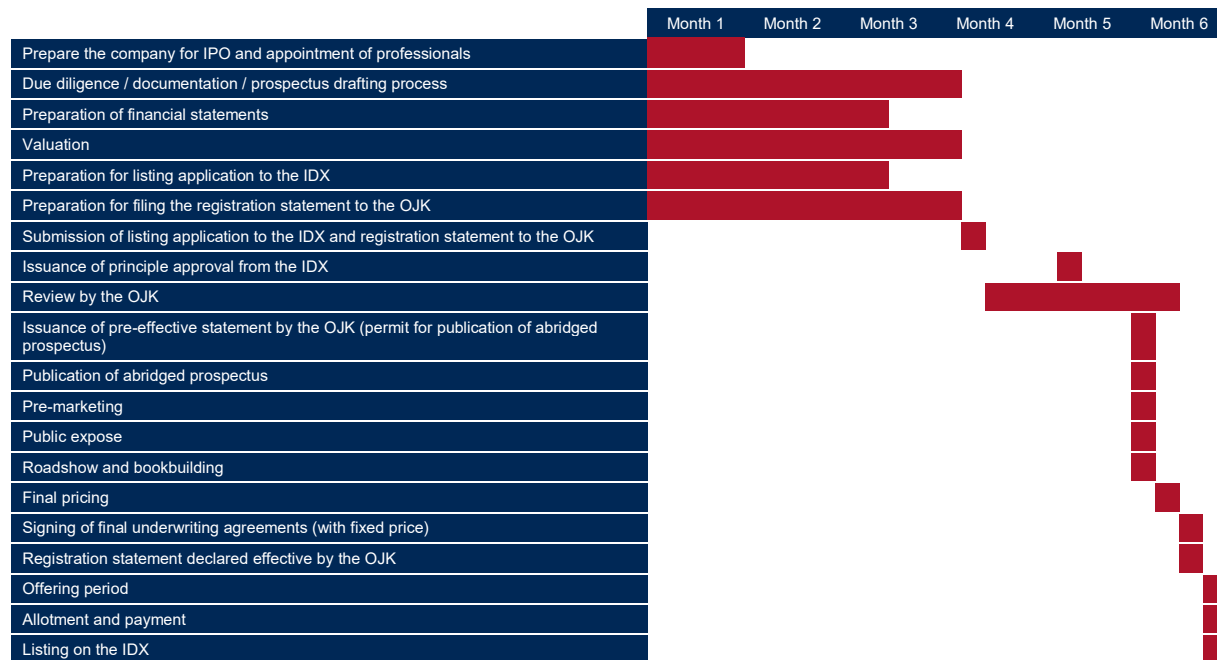 Month 1 Month 2 Month 3 Month 4 Month 5 Month 6
Prepare the company for IPO and appointment of professionals
Due diligence / documentation / prospectus drafting process
Preparation of financial statements
Valuation
Preparation for listing application to the IDX
Preparation for filing the registration statement to the OJK
Submission of listing application to the IDX and registration statement to the OJK
Issuance of principle approval from the IDX
Review by the OJK
Issuance of pre-effective statement by the OJK (permit for publication of abridged
prospectus)
Publication of abridged prospectus
Pre-marketing
Public expose
Roadshow and bookbuilding
Final pricing
Signing of final underwriting agreements (with fixed price)
Registration statement declared effective by the OJK
Offering period
Allotment and payment
Listing on the IDX